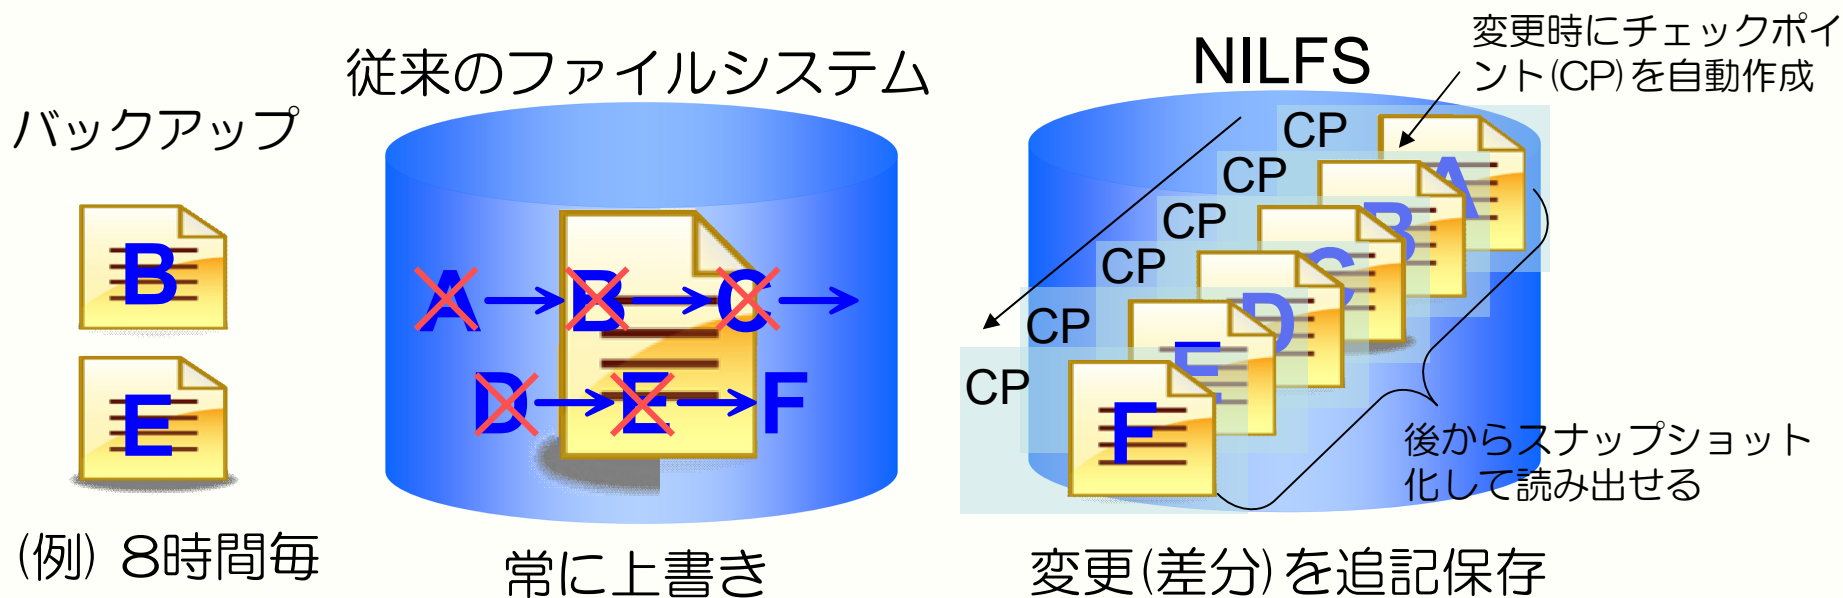 バックアップ
B
E
(例) 8時間毎
従来のファイルシステム
A B C
D E F
常に上書き
NILFS
変更時にチェックポイ
ント(CP)を自動作成
CP A
CP B
CP C
CP D
CP E
CP F
後からスナップショット
化して読み出せる
変更(差分)を追記保存